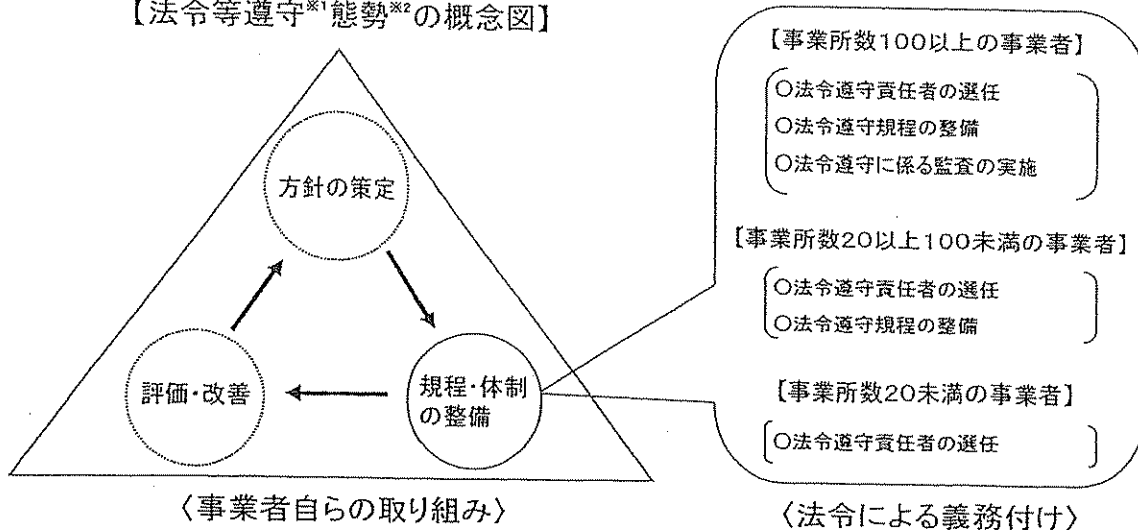 【法令等遵守※1態勢※2の概念図】
方針の策定
評価・改善
規程・体制
の整備
〈事業者自らの取り組み〉
【事業所数100以上の事業者】
○法令遵守責任者の選任
○法令遵守規程の整備
○法令遵守に係る監査の実施
【事業所数20以上100未満の事業者】
○法令遵守責任者の選任
○法令遵守規程の整備
【事業所数20未満の事業者】
○法令遵守責任者の選任
〈法令による義務付け〉